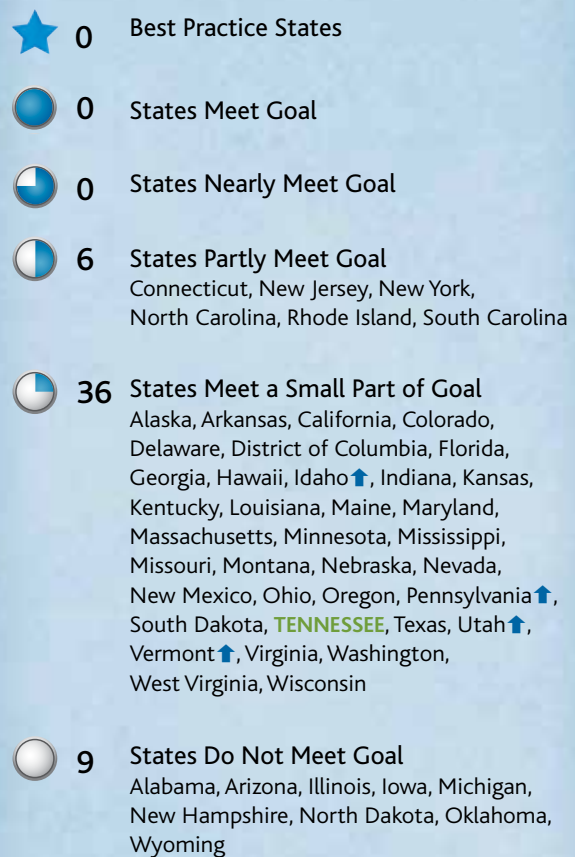 0 Best Practice States
0 States Meet Goal
0 States Nearly Meet Goal
6 States Partly Meet Goal
Connecticut, New Jersey, New York,
North Carolina, Rhode Island, South Carolina
36 States Meet a Small Part of Goal
Alaska, Arkansas, California, Colorado,
Delaware, District of Columbia, Florida,
Georgia, Hawaii, Idaho⬆, Indiana, Kansas,
Kentucky, Louisiana, Maine, Maryland,
Massachusetts, Minnesota, Mississippi,
Missouri, Montana, Nebraska, Nevada,
New Mexico, Ohio, Oregon, Pennsylvania⬆,
South Dakota, TENNESSEE, Texas, Utah⬆,
Vermont⬆, Virginia, Washington,
West Virginia, Wisconsin
9 States Do Not Meet Goal
Alabama, Arizona, Illinois, Iowa, Michigan,
New Hampshire, North Dakota, Oklahoma,
Wyoming